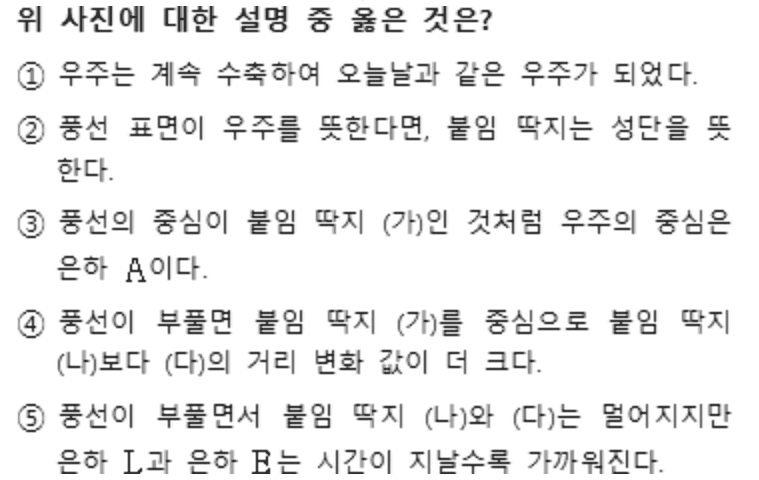 위 사진에 대한 설명 중 옳은 것은?
① 우주는 계속 수축하여 오늘날과 같은 우주가 되었다.
② 풍선 표면이 우주를 뜻한다면, 붙임 딱지는 성단을 뜻
한다.
③ 풍선의 중심이 붙임 딱지 (가)인 것처럼 우주의 중심은
은하 A이다.
④ 풍선이 부풀면 붙임 딱지 (가)를 중심으로 붙임 딱지
(나)보다 (다)의 거리 변화 값이 더 크다.
⑤ 풍선이 부풀면서 붙임 딱지 (나)와 (다)는 멀어지지만
은하 L과 은하 E는 시간이 지날수록 가까워진다.